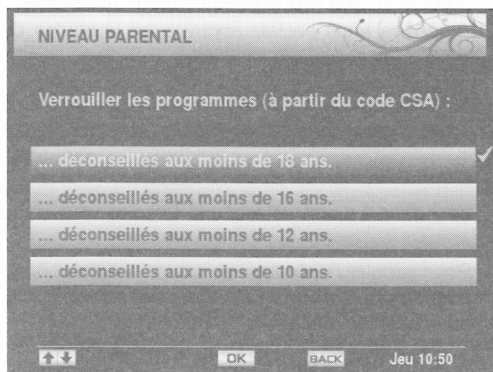 NIVEAU PARENTAL
Verrouiller les programmes (à partir du code CSA) :
... déconseillés aux moins de 18 ans.
... déconseillés aux moins de 16 ans.
... déconseillés aux moins de 12 ans.
... déconseillés aux moins de 10 ans.
OK BACK Jeu 10:50